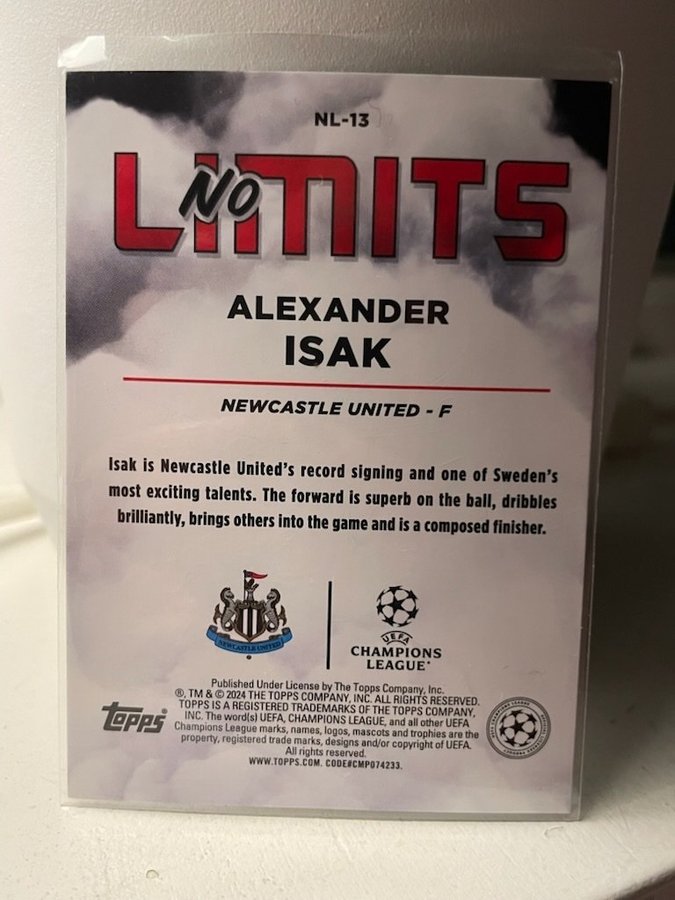 NL-13
NO LIMITS
ALEXANDER
ISAK
NEWCASTLE UNITED - F
Isak is Newcastle United's record signing and one of Sweden's
most exciting talents. The forward is superb on the ball, dribbles
brilliantly, brings others into the game and is a composed finisher.
NEWCASTLE UNITED
UEFA
CHAMPIONS
LEAGUE
Published Under License by The Topps Company, Inc.
®, TM & © 2024 THE TOPPS COMPANY, INC. ALL RIGHTS RESERVED.
TOPPS IS A REGISTERED TRADEMARKS OF THE TOPPS COMPANY,
INC. The word(s) UEFA, CHAMPIONS LEAGUE, and all other UEFA
Champions League marks, names, logos, mascots and trophies are the
property, registered trade marks, designs and/or copyright of UEFA.
All rights reserved.
WWW.TOPPS.COM. CODE#CMP074233.
topps®